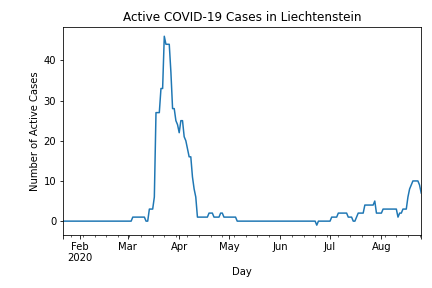 Active COVID-19 Cases in Liechtenstein
Number of Active Cases
40
30
20
10
0
Feb Mar Apr May Jun Jul Aug
2020
Day